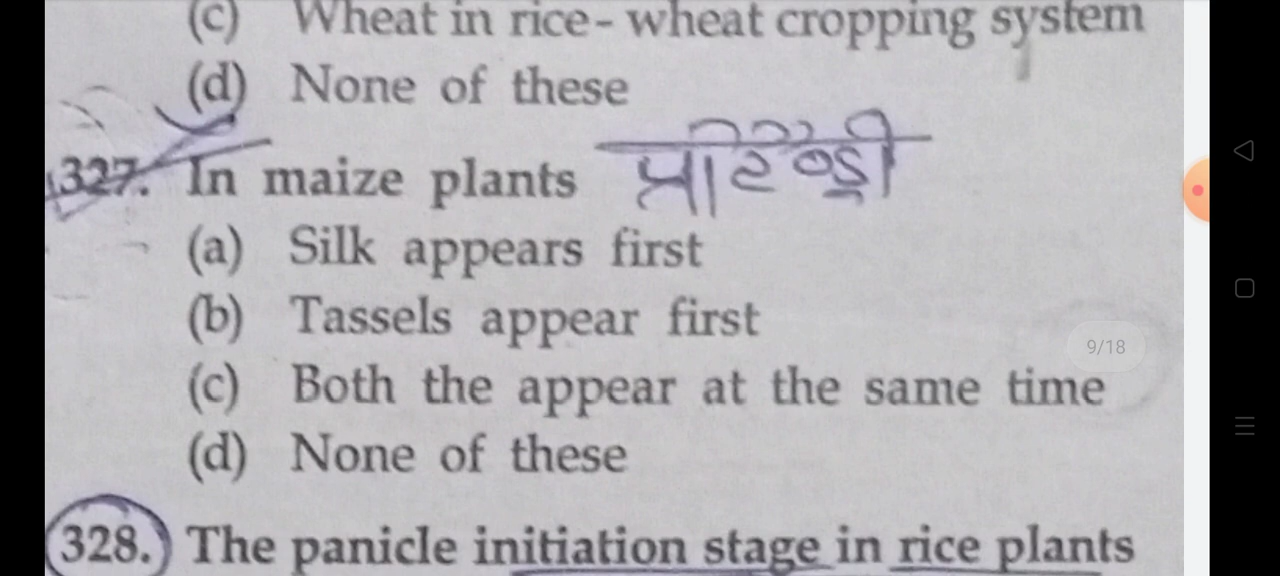 (c) Wheat in rice- wheat cropping system
(d) None of these
1327. In maize plants प्रोटेण्ड्री
(a) Silk appears first
(b) Tassels appear first
(c) Both the appear at the same time
9/18
(d) None of these
328. The panicle initiation stage in rice plants